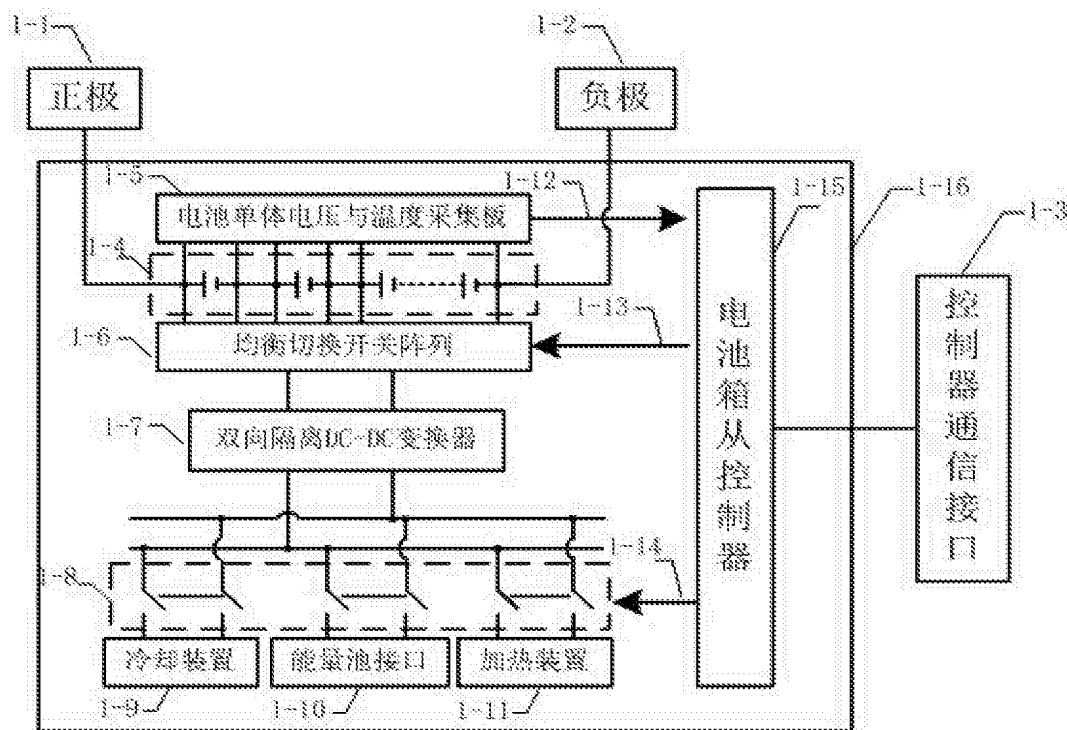 1-1
1-2
正极
负极
1-5
1-12
1-15
1-16
1-3
电池单体电压与温度采集板
1-4
1-13
1-6
均衡切换开关阵列
1-7
双向隔离DC-DC变换器
电池箱从控制器
控制器通信接口
1-14
1-8
冷却装置
能量池接口
加热装置
1-9
1-10
1-11